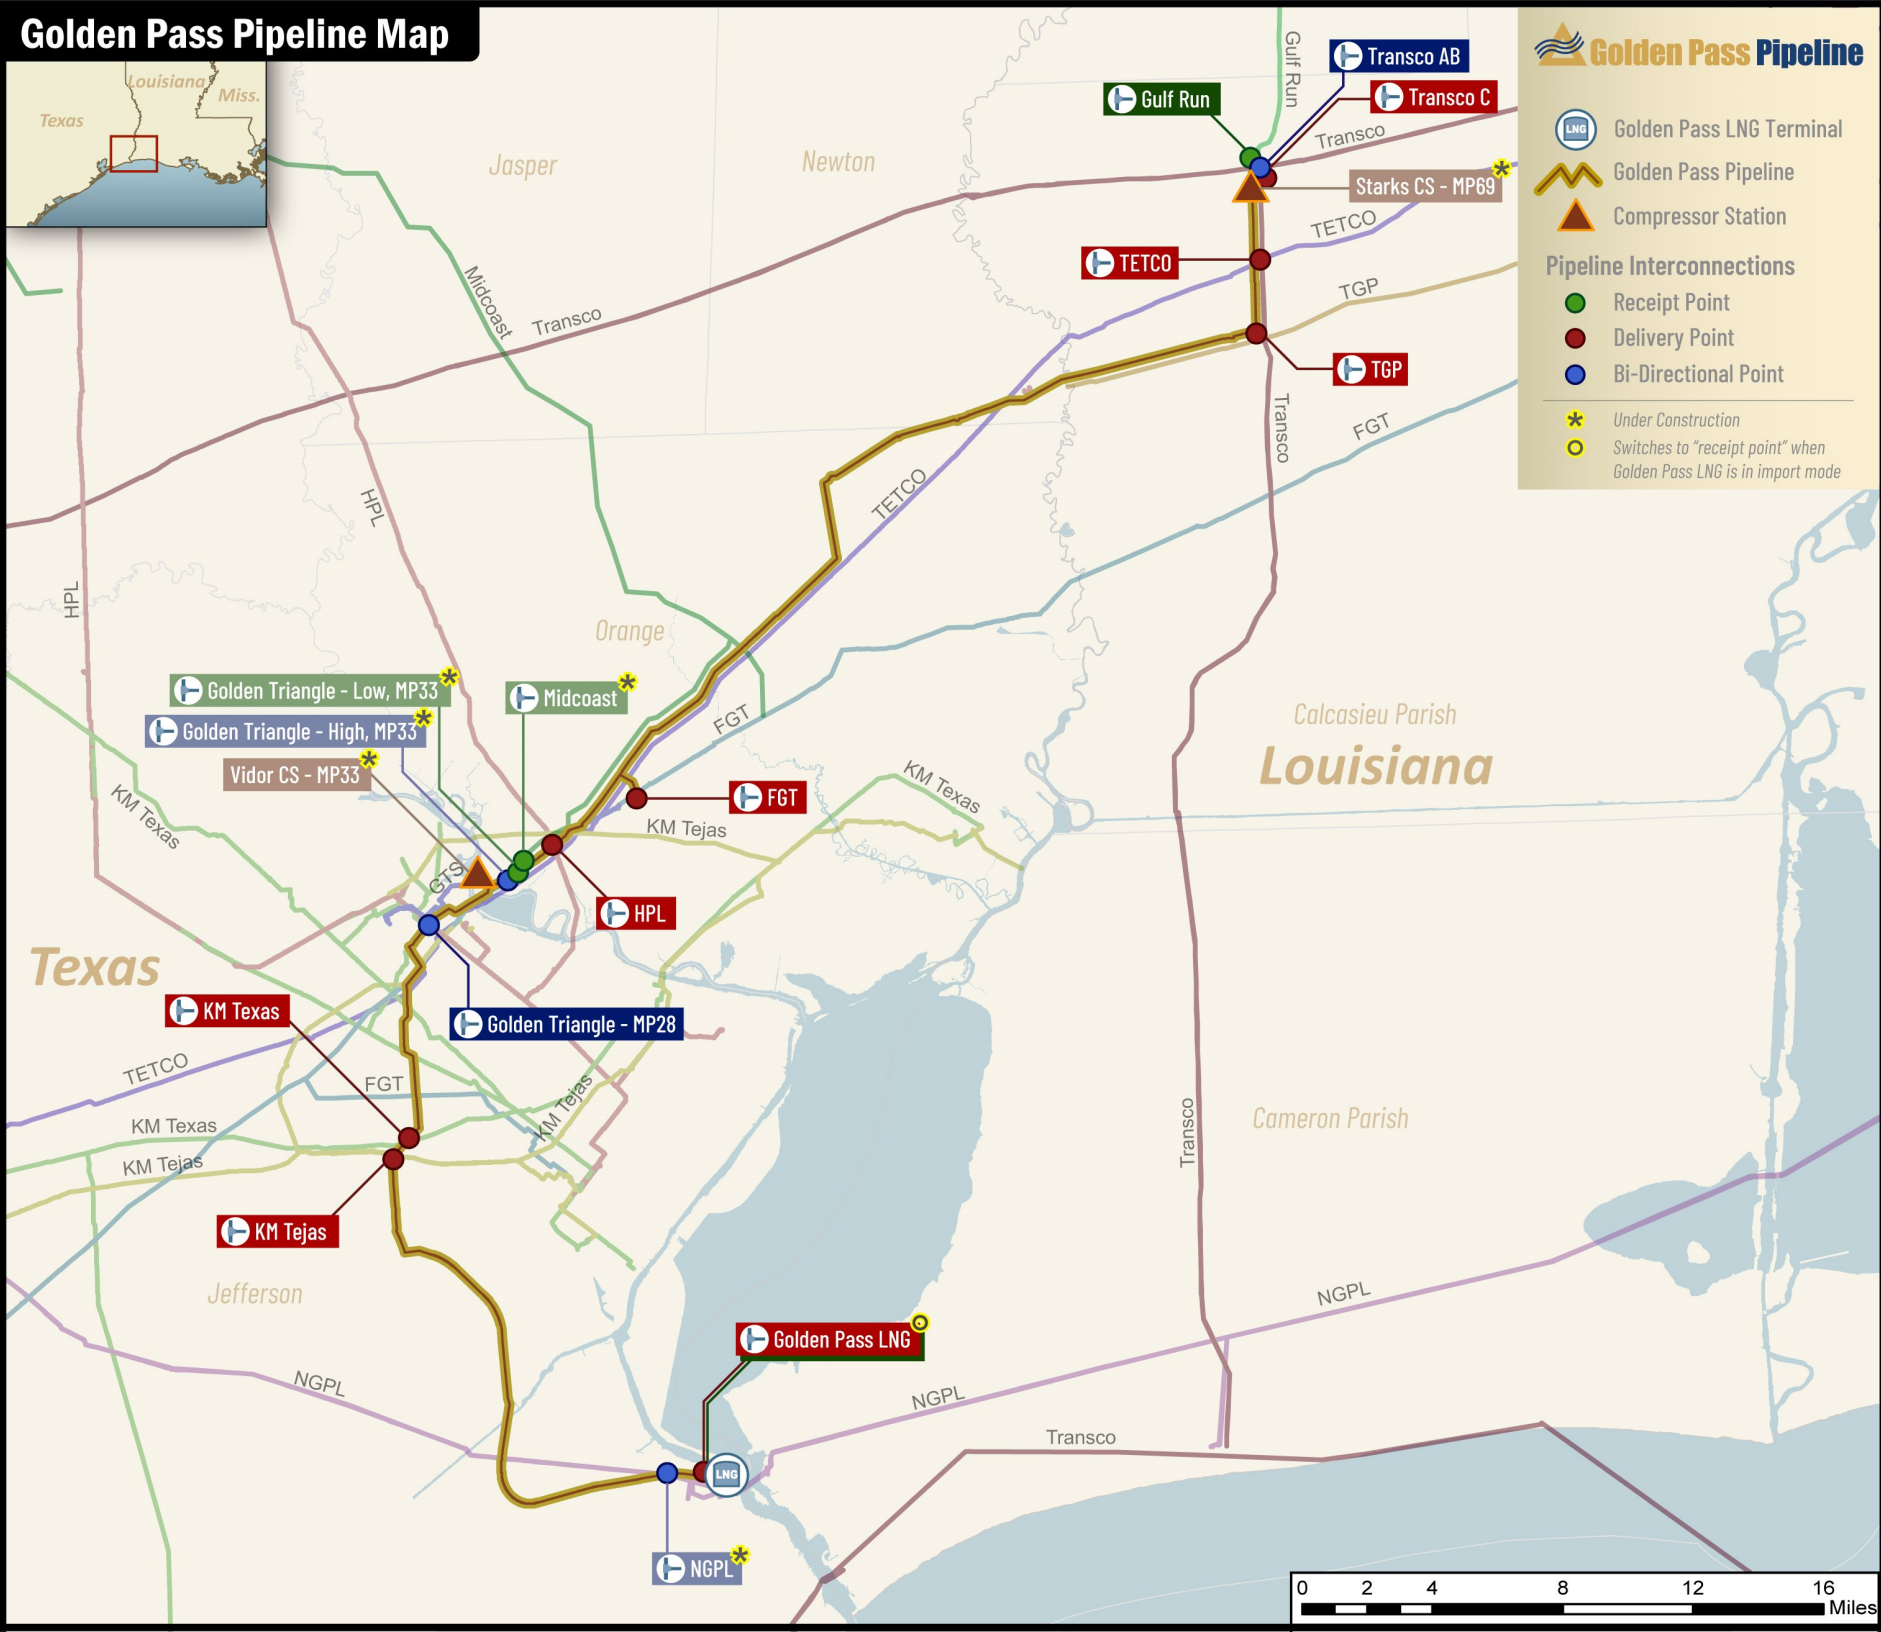 Golden Pass Pipeline Map
Louisiana
Miss.
Texas
Golden Pass Pipeline
LNG
Golden Pass LNG Terminal
Golden Pass Pipeline
Compressor Station
Pipeline Interconnections
Receipt Point
Delivery Point
Bi-Directional Point
Under Construction
Switches to "receipt point" when
Golden Pass LNG is in import mode
Gulf Run
Transco AB
Transco C
Gulf Run
Transco
Starks CS - MP69
Jasper
Newton
TETCO
TETCO
TGP
TGP
Midcoast
Transco
Transco
FGT
HPL
HPL
TETCO
Orange
Golden Triangle - Low, MP33
Golden Triangle - High, MP33
Vidor CS - MP33
Midcoast
FGT
FGT
KM Texas
KM Texas
KM Tejas
GTS
HPL
Calcasieu Parish
Louisiana
Texas
KM Texas
Golden Triangle - MP28
TETCO
FGT
KM Tejas
KM Texas
KM Tejas
KM Tejas
Transco
Cameron Parish
Jefferson
NGPL
NGPL
Golden Pass LNG
NGPL
Transco
LNG
NGPL
0 2 4 8 12 16
Miles